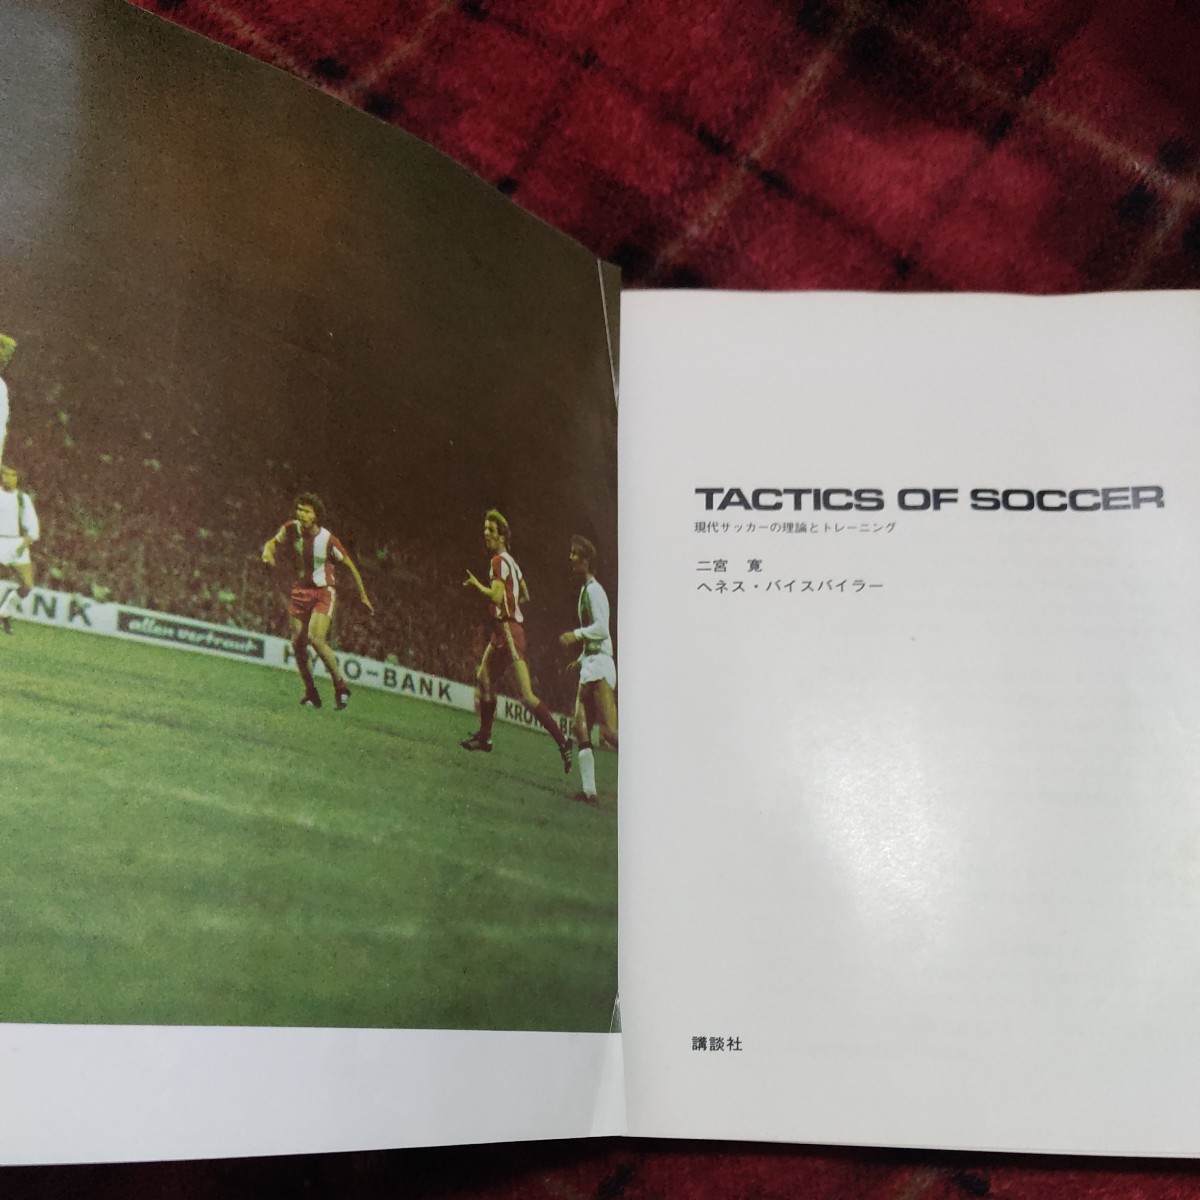 ANK
allen vertraut
HYPO-BANK
TACTICS OF SOCCER
現代サッカーの理論とトレーニング
二宮 寛
ヘネス・バイスバイラー
講談社